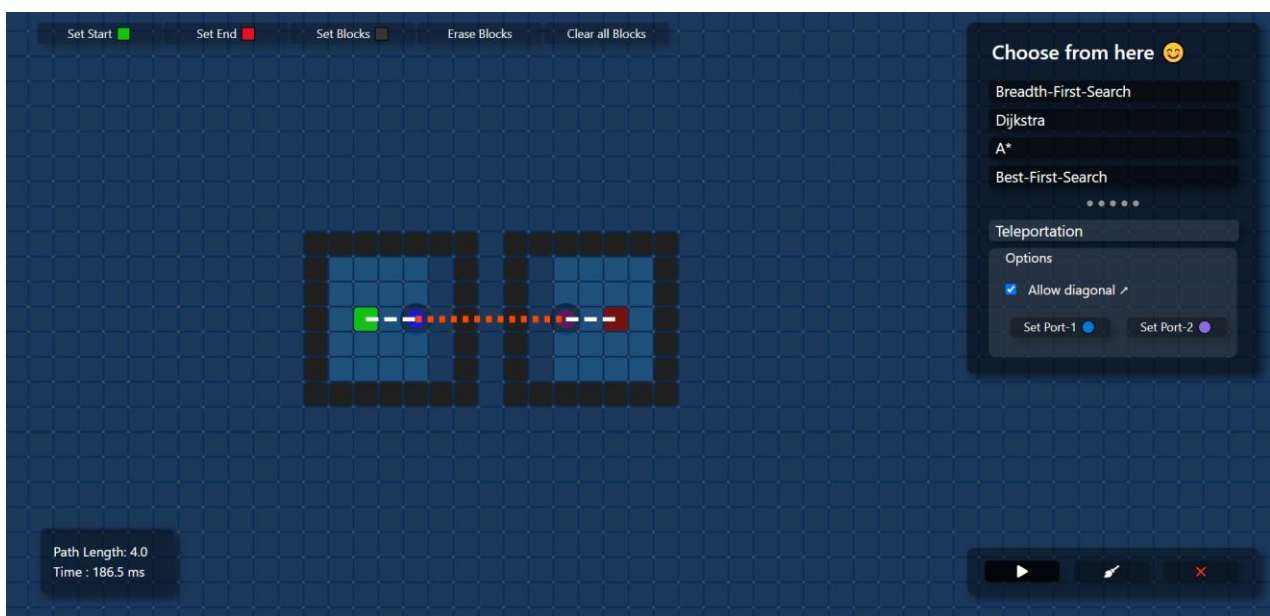 Set Start
Set End
Set Blocks
Erase Blocks
Clear all Blocks
Choose from here 😊
Breadth-First-Search
Dijkstra
A*
Best-First-Search
Teleportation
Options
Allow diagonal ↗
Set Port-1
Set Port-2
Path Length: 4.0
Time : 186.5 ms